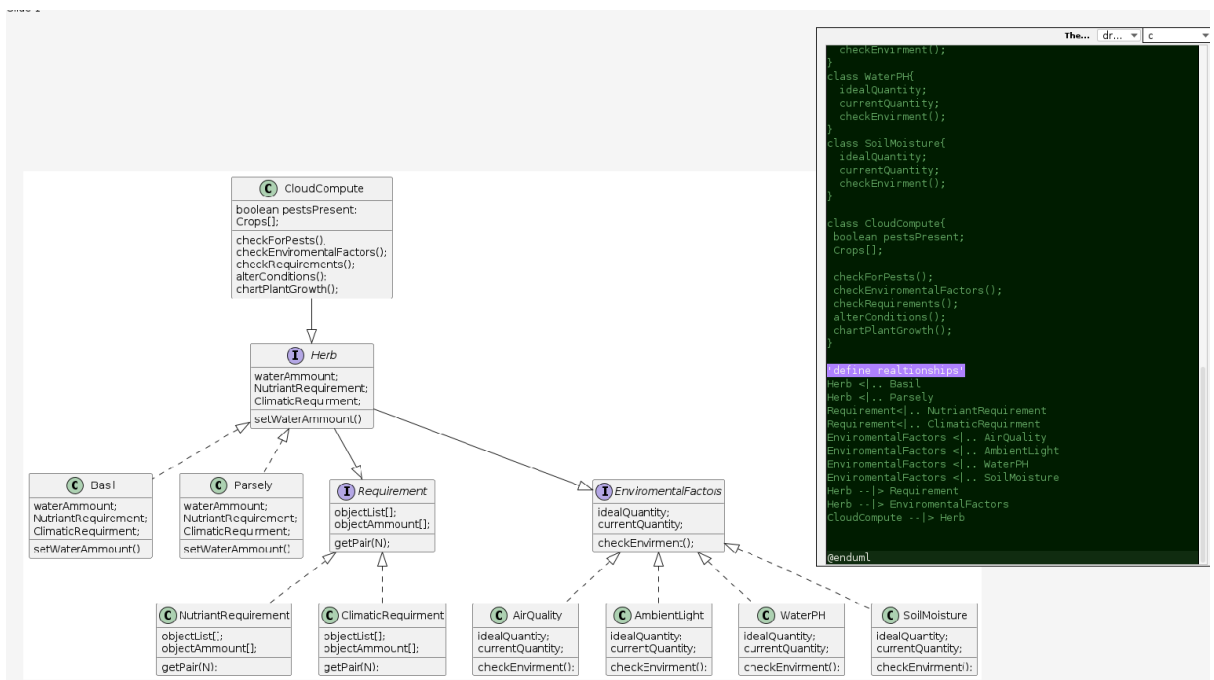 Slide 1
The... dr... c
checkEnvirment();
}
class WaterPH{
idealQuantity;
currentQuantity;
checkEnvirment();
}
class SoilMoisture{
idealQuantity;
currentQuantity;
checkEnvirment();
}
class CloudCompute{
boolean pestsPresent;
Crops[];
checkForPests();
checkEnviromentalFactors();
checkRequirements();
alterConditions();
chartPlantGrowth();
}
'define realtionships'
Herb <|.. Basil
Herb <|.. Parsely
Requirement<|.. NutriantRequirement
Requirement<|.. ClimaticRequirment
EnviromentalFactors <|.. AirQuality
EnviromentalFactors <|.. AmbientLight
EnviromentalFactors <|.. WaterPH
EnviromentalFactors <|.. SoilMoisture
Herb --|> Requirement
Herb --|> EnviromentalFactors
CloudCompute --|> Herb
@enduml
C CloudCompute
boolean pestsPresent;
Crops[];
checkForPests();
checkEnviromentalFactors();
checkRequirements();
alterConditions();
chartPlantGrowth();
I Herb
waterAmmount;
NutriantRequirement;
ClimaticRequirment;
setWaterAmmount()
C Basil
waterAmmount;
NutriantRequirement;
ClimaticRequirment;
setWaterAmmount()
C Parsely
waterAmmount;
NutriantRequirement;
ClimaticRequirment;
setWaterAmmount()
I Requirement
objectList[];
objectAmmount[];
getPair(N);
I EnviromentalFactors
idealQuantity;
currentQuantity;
checkEnvirment();
C NutriantRequirement
objectList[];
objectAmmount[];
getPair(N);
C ClimaticRequirment
objectList[];
objectAmmount[];
getPair(N);
C AirQuality
idealQuantity;
currentQuantity;
checkEnvirment();
C AmbientLight
idealQuantity;
currentQuantity;
checkEnvirment();
C WaterPH
idealQuantity;
currentQuantity;
checkEnvirment();
C SoilMoisture
idealQuantity;
currentQuantity;
checkEnvirment();